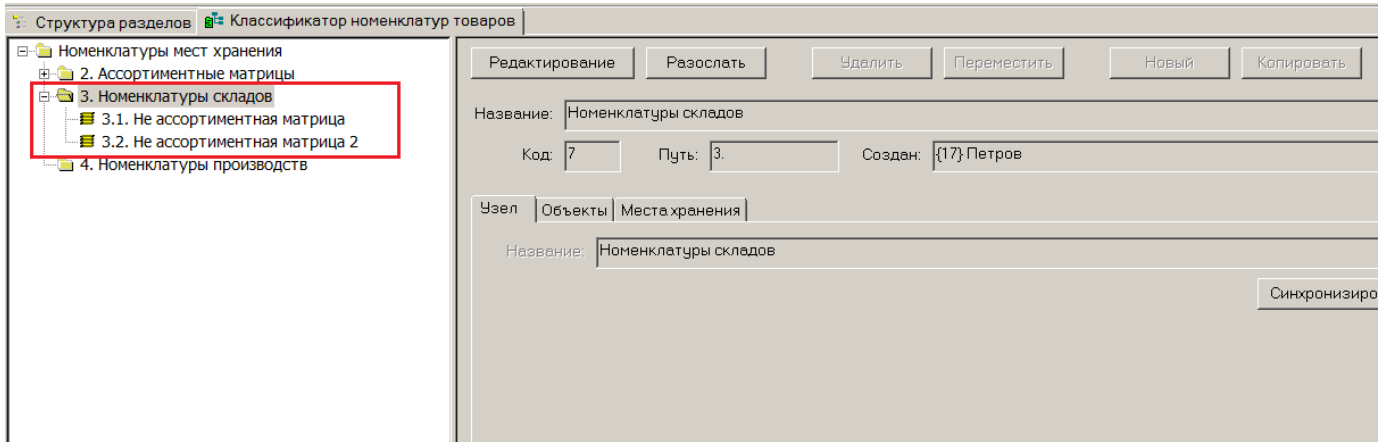 Структура разделов Классификатор номенклатур товаров
Номенклатуры мест хранения
2. Ассортиментные матрицы
3. Номенклатуры складов
3.1. Не ассортиментная матрица
3.2. Не ассортиментная матрица 2
4. Номенклатуры производств
Редактирование Разослать Удалить Переместить Новый Копировать
Название: Номенклатуры складов
Код: 7 Путь: 3. Создан: {17} Петров
Узел Объекты Места хранения
Название: Номенклатуры складов
Синхронизиро